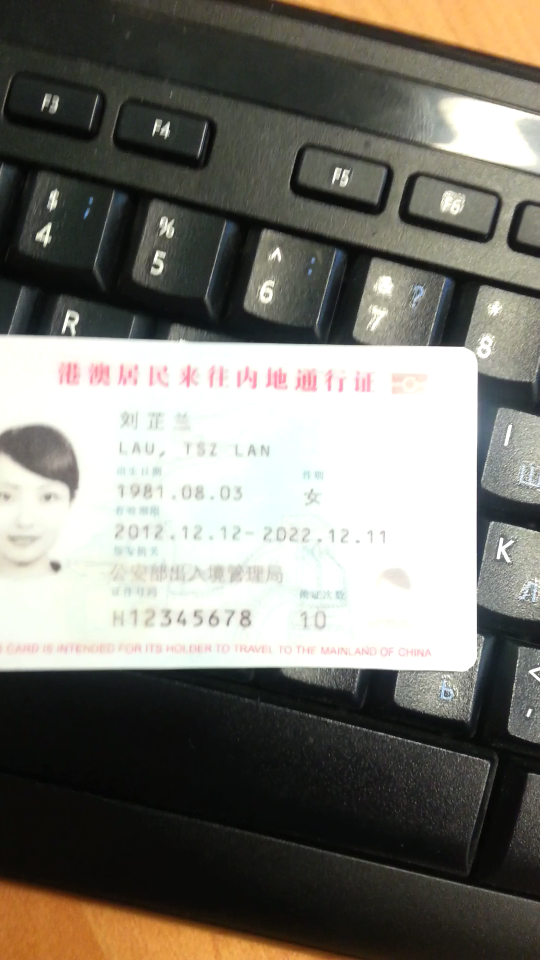 F3
F4
F5
F6
$ ;
4
%
5
^ :
6
& ?
7
*
8
R
I
K
<
港澳居民来往内地通行证
刘芷兰
LAU, TSZ LAN
出生日期 性别
1981.08.03 女
有效期限
2012.12.12-2022.12.11
签发机关
公安部出入境管理局
证件号码 换证次数
H12345678 10
CARD IS INTENDED FOR ITS HOLDER TO TRAVEL TO THE MAINLAND OF CHINA